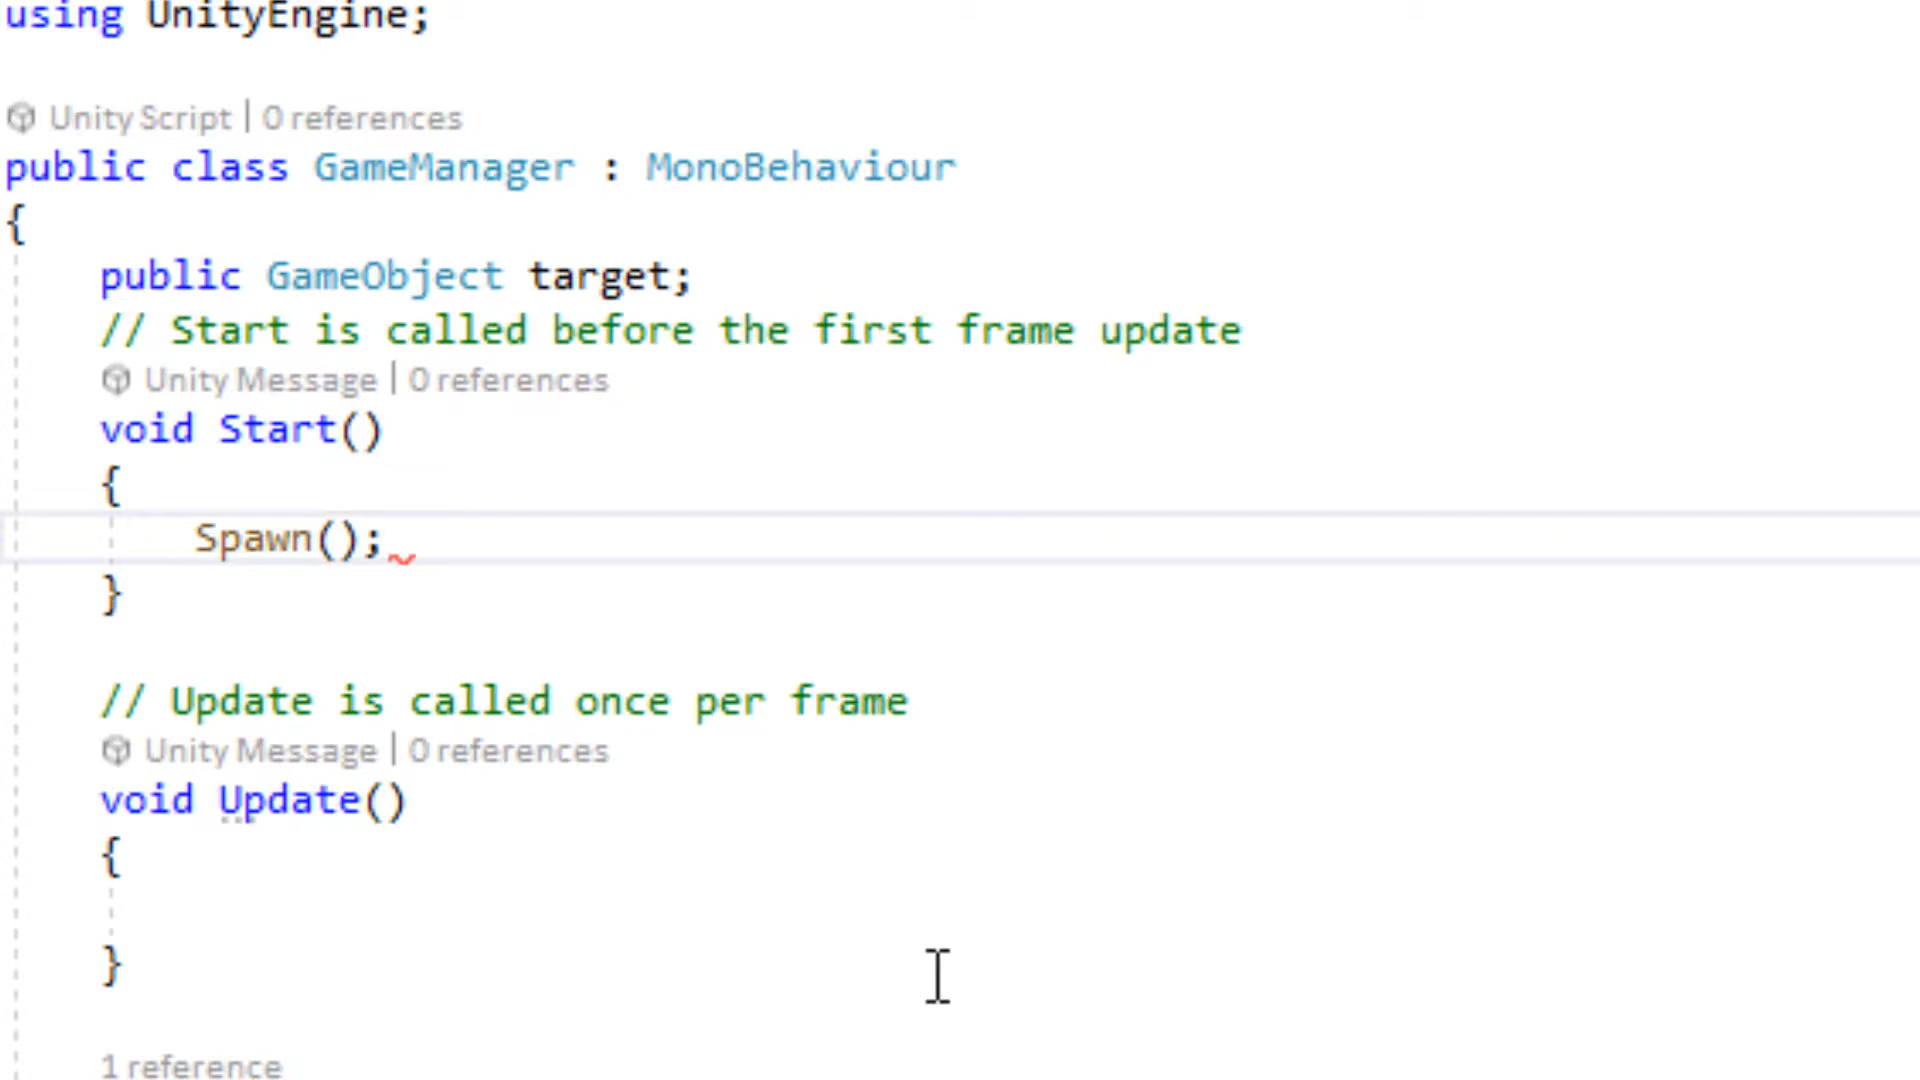 using UnityEngine;
Unity Script | 0 references
public class GameManager : MonoBehaviour
{
public GameObject target;
// Start is called before the first frame update
Unity Message | 0 references
void Start()
{
Spawn();
}
// Update is called once per frame
Unity Message | 0 references
void Update()
{
}
1 reference